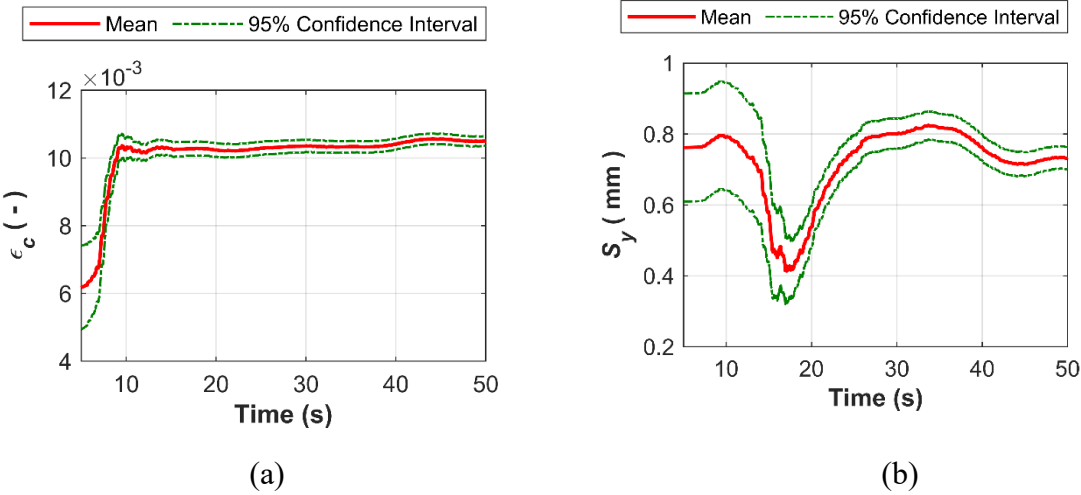 Mean 95% Confidence Interval
×10⁻³
12
10
8
6
4
ϵc (-)
10 20 30 40 50
Time (s)
(a)
Mean 95% Confidence Interval
1
0.8
0.6
0.4
0.2
Sy ( mm)
10 20 30 40 50
Time (s)
(b)